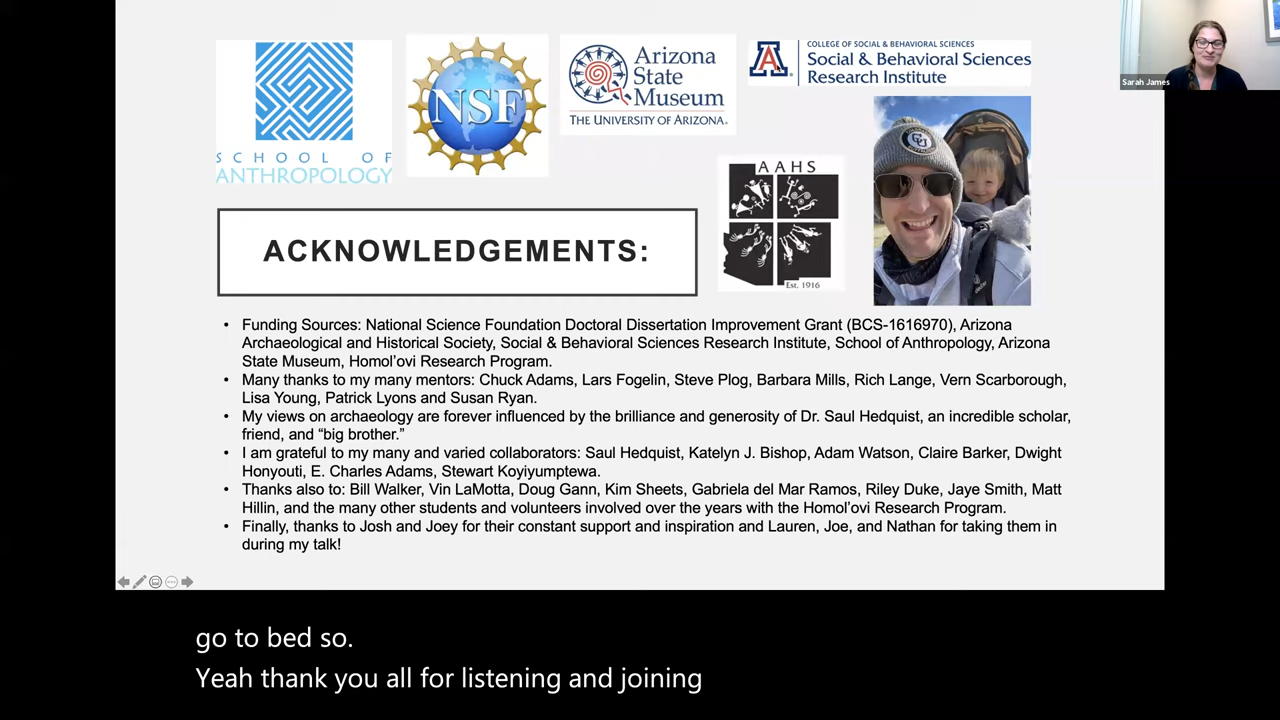 Sarah James
SCHOOL OF
ANTHROPOLOGY
NSF
Arizona
State
Museum
THE UNIVERSITY OF ARIZONA®
A
COLLEGE OF SOCIAL & BEHAVIORAL SCIENCES
Social & Behavioral Sciences
Research Institute
AAHS
Est. 1916
CU
ACKNOWLEDGEMENTS:
• Funding Sources: National Science Foundation Doctoral Dissertation Improvement Grant (BCS-1616970), Arizona
Archaeological and Historical Society, Social & Behavioral Sciences Research Institute, School of Anthropology, Arizona
State Museum, Homol’ovi Research Program.
• Many thanks to my many mentors: Chuck Adams, Lars Fogelin, Steve Plog, Barbara Mills, Rich Lange, Vern Scarborough,
Lisa Young, Patrick Lyons and Susan Ryan.
• My views on archaeology are forever influenced by the brilliance and generosity of Dr. Saul Hedquist, an incredible scholar,
friend, and “big brother.”
• I am grateful to my many and varied collaborators: Saul Hedquist, Katelyn J. Bishop, Adam Watson, Claire Barker, Dwight
Honyouti, E. Charles Adams, Stewart Koyiyumptewa.
• Thanks also to: Bill Walker, Vin LaMotta, Doug Gann, Kim Sheets, Gabriela del Mar Ramos, Riley Duke, Jaye Smith, Matt
Hillin, and the many other students and volunteers involved over the years with the Homol’ovi Research Program.
• Finally, thanks to Josh and Joey for their constant support and inspiration and Lauren, Joe, and Nathan for taking them in
during my talk!
go to bed so.
Yeah thank you all for listening and joining